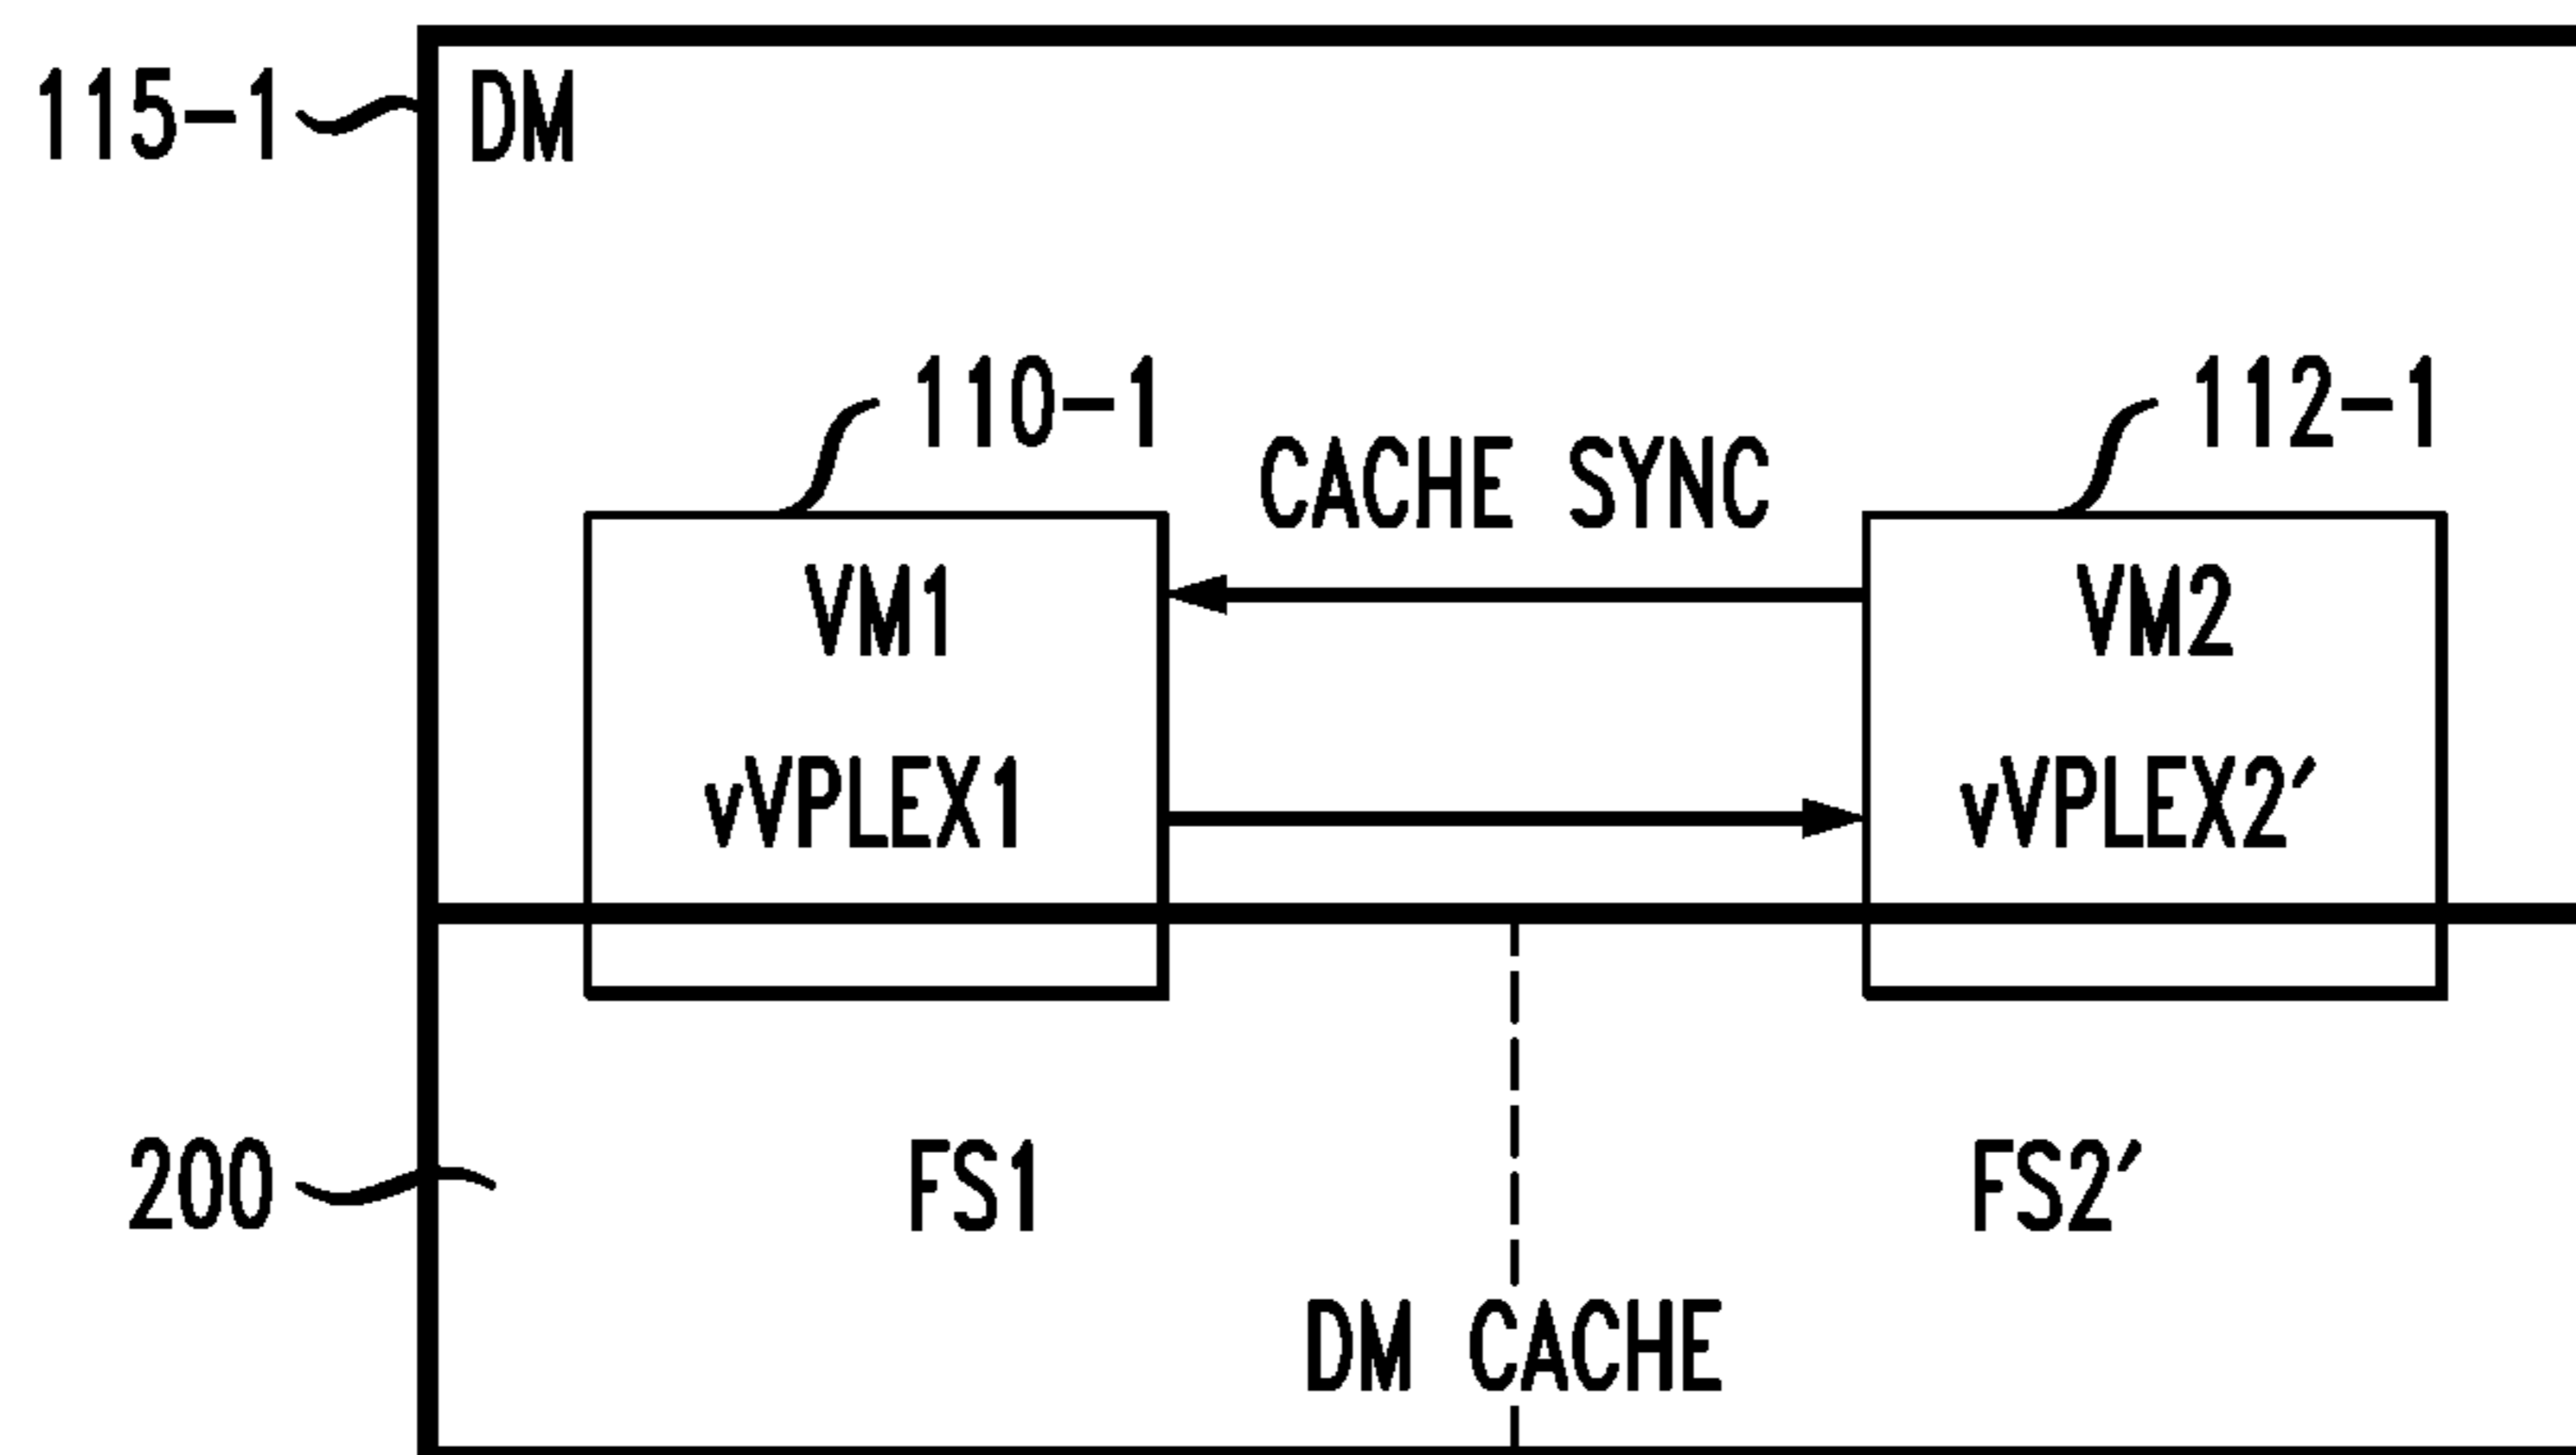 115-1 DM
110-1 112-1
CACHE SYNC
VM1 VM2
vVPLEX1 vVPLEX2′
200 FS1 FS2′
DM CACHE